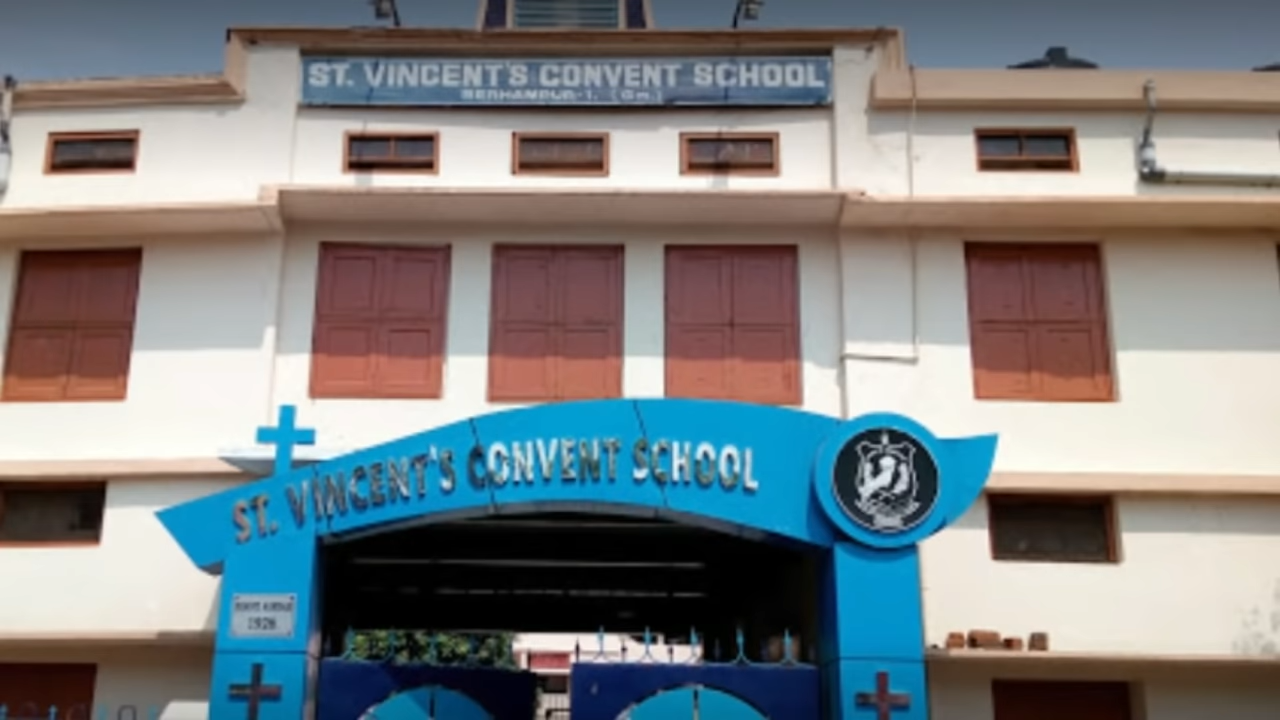 ST. VINCENT'S CONVENT SCHOOL
BERHAMPUR-1. (Gm.)
ST. VINCENT'S CONVENT SCHOOL
1926